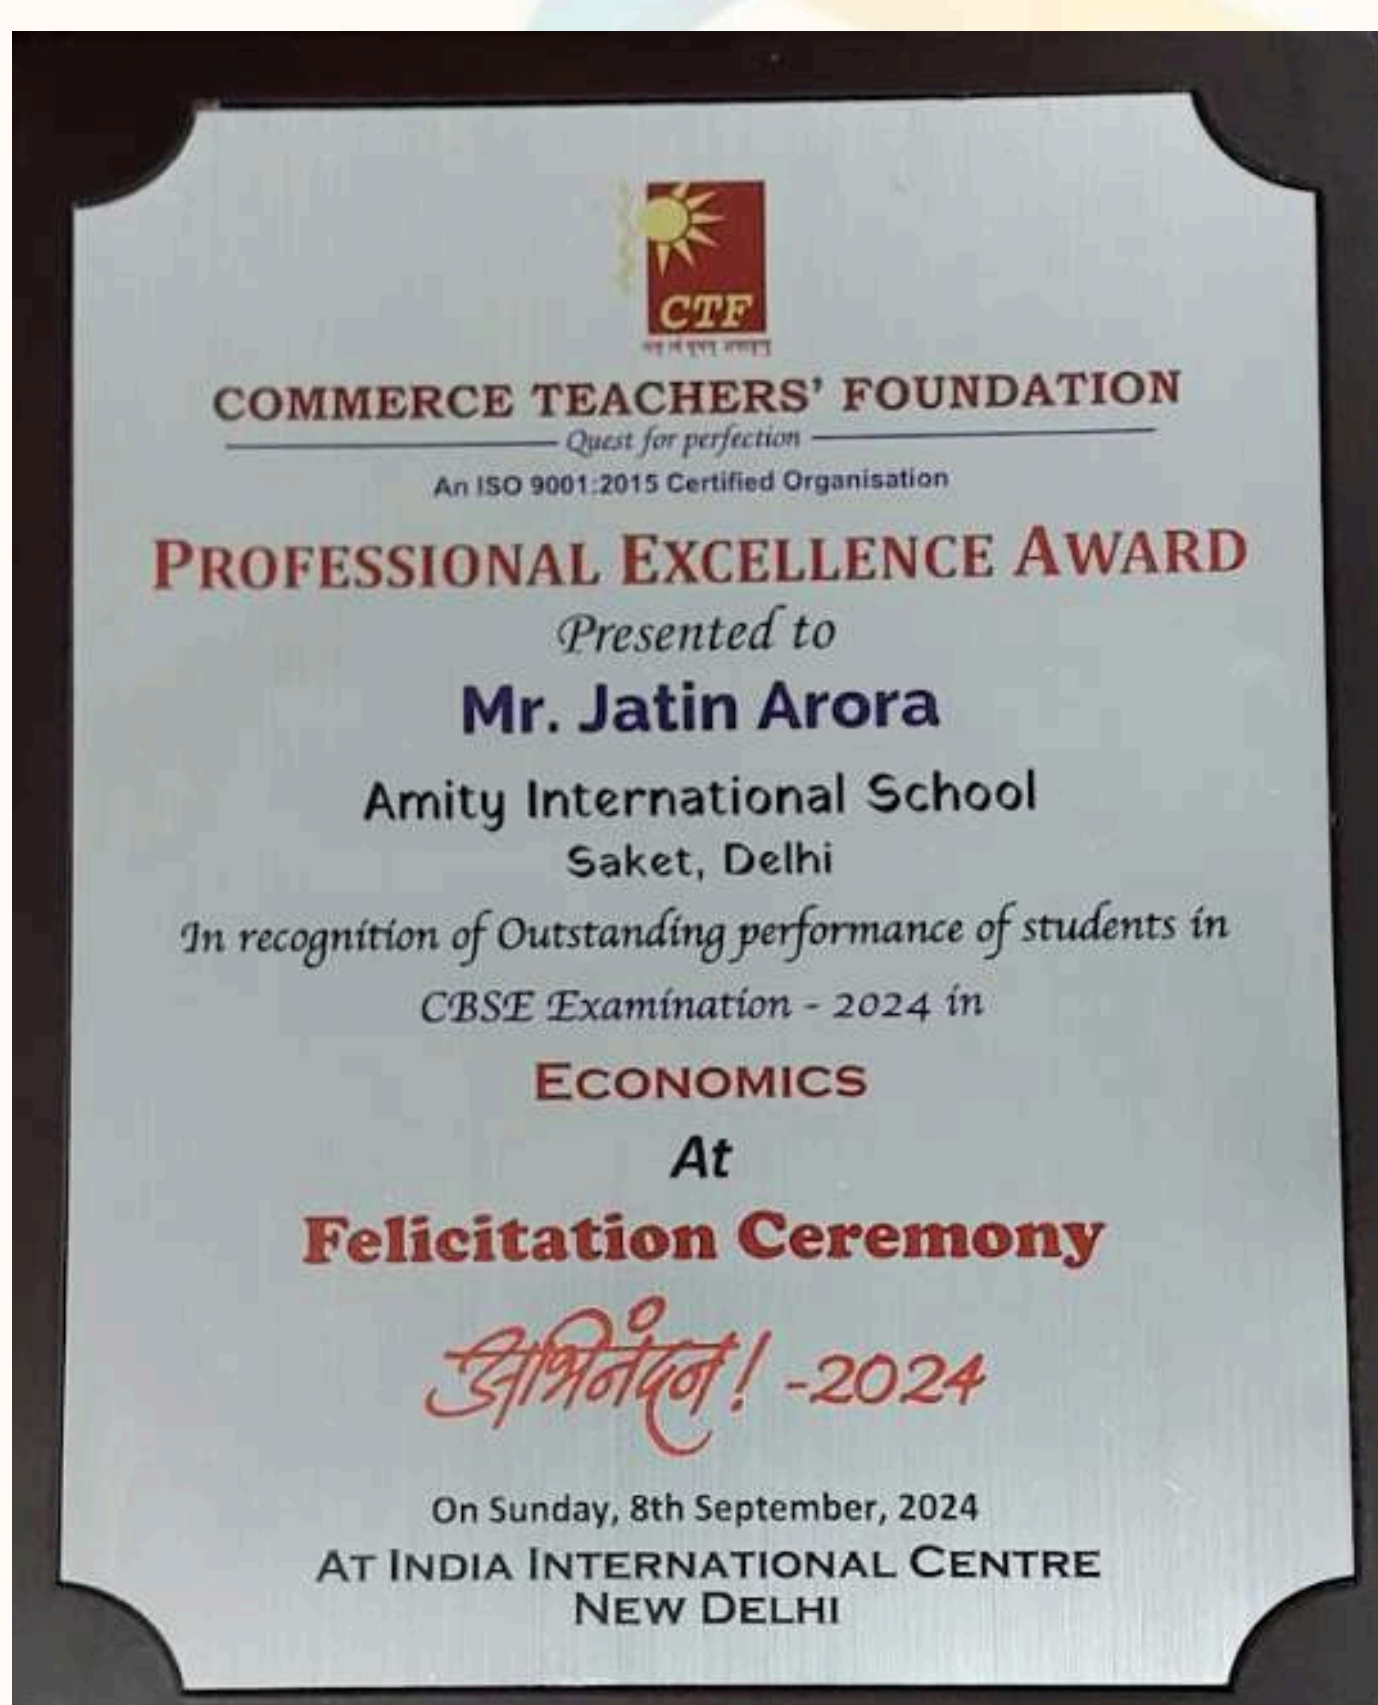 CTF
COMMERCE TEACHERS' FOUNDATION
Quest for perfection
An ISO 9001:2015 Certified Organisation
PROFESSIONAL EXCELLENCE AWARD
Presented to
Mr. Jatin Arora
Amity International School
Saket, Delhi
In recognition of Outstanding performance of students in
CBSE Examination - 2024 in
ECONOMICS
At
Felicitation Ceremony
अभिनंदन! -2024
On Sunday, 8th September, 2024
AT INDIA INTERNATIONAL CENTRE
NEW DELHI